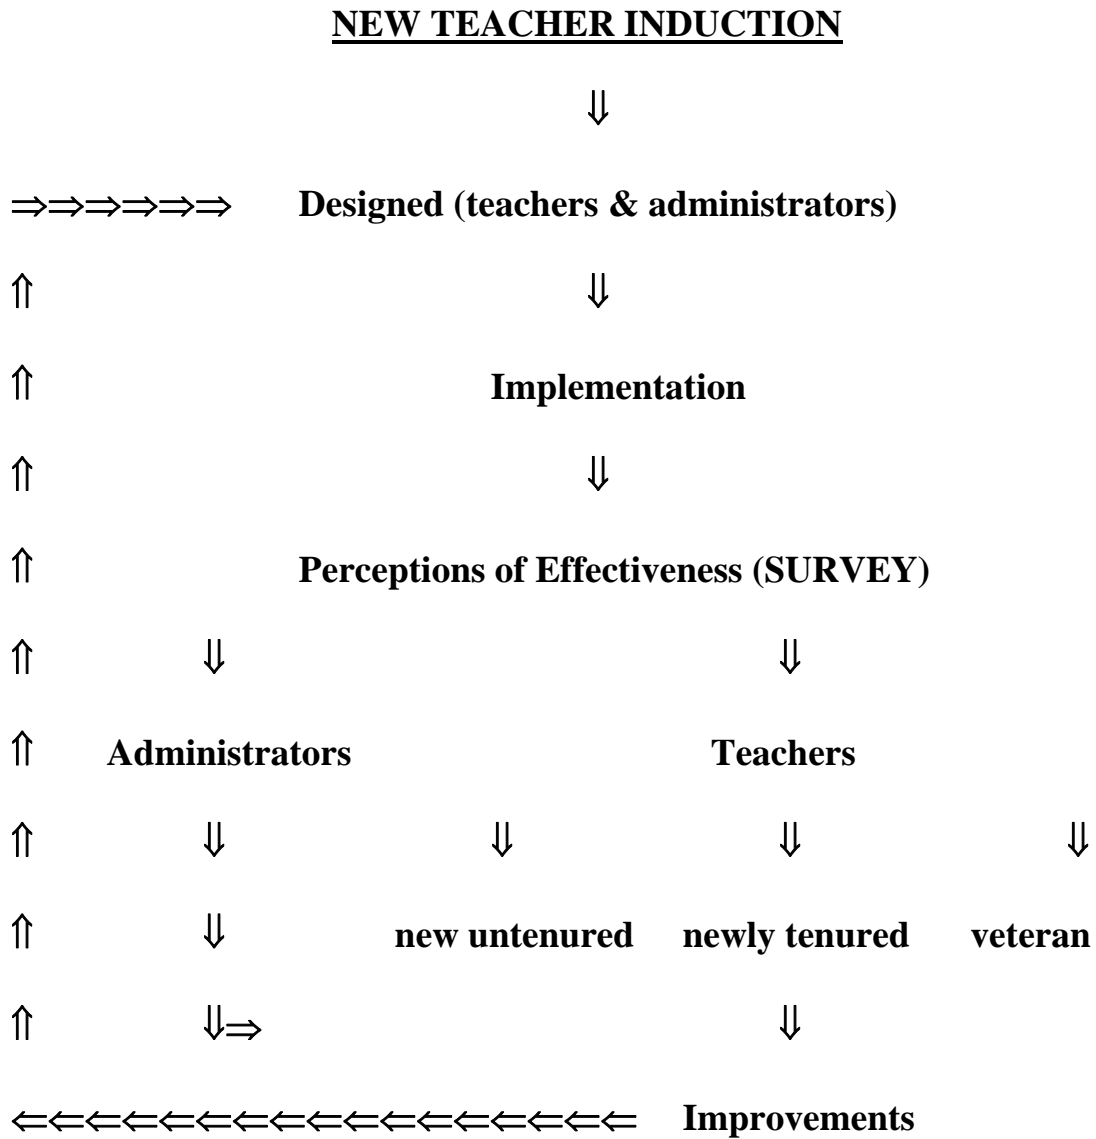 NEW TEACHER INDUCTION
⇓
⇒⇒⇒⇒⇒⇒ Designed (teachers & administrators)
⇑ ⇓
⇑ Implementation
⇑ ⇓
⇑ Perceptions of Effectiveness (SURVEY)
⇑ ⇓ ⇓
⇑ Administrators Teachers
⇑ ⇓ ⇓ ⇓ ⇓
⇑ ⇓ new untenured newly tenured veteran
⇑ ⇓⇒ ⇓
⇐⇐⇐⇐⇐⇐⇐⇐⇐⇐⇐⇐⇐⇐⇐⇐⇐ Improvements